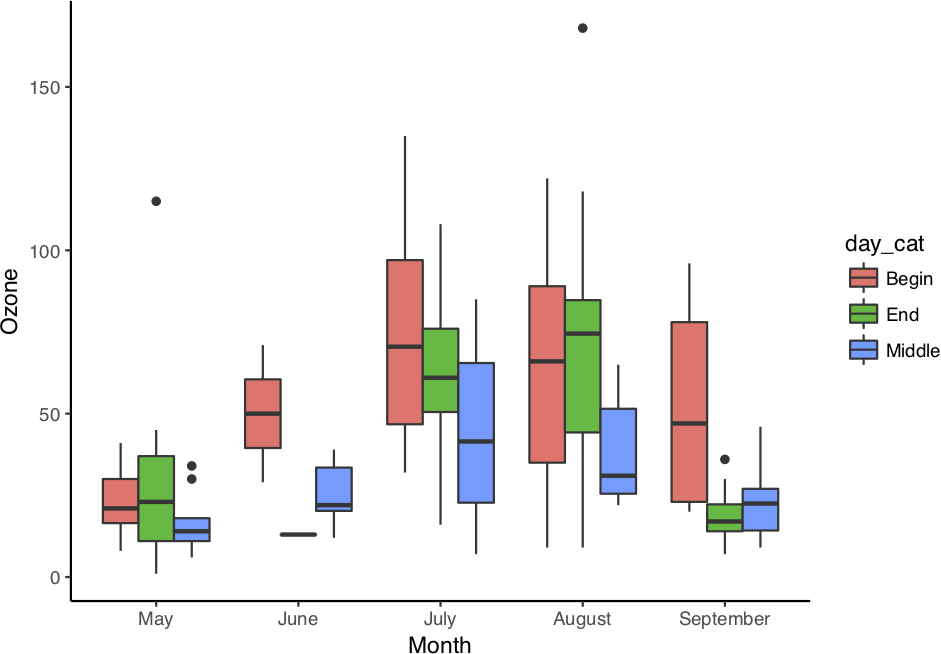 150
100
50
0
Ozone
May June July August September
Month
day_cat
Begin
End
Middle